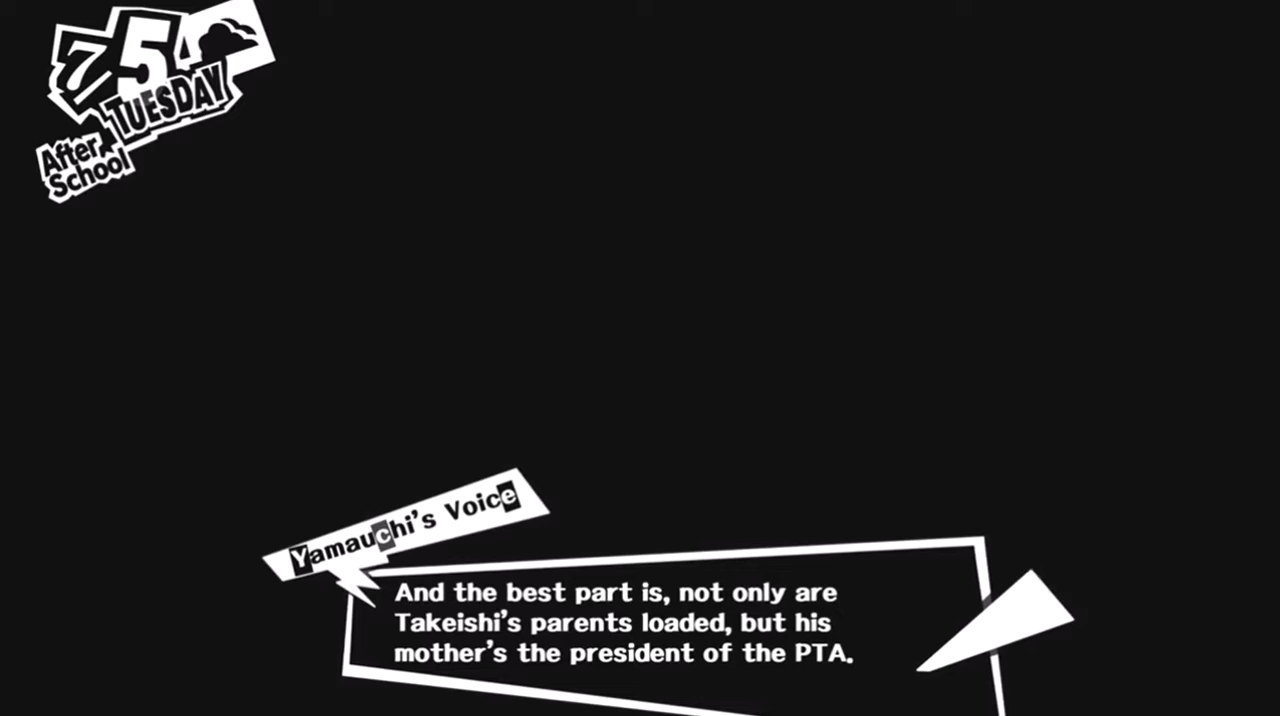 7/5
TUESDAY
After
School
Yamauchi's Voice
And the best part is, not only are
Takeishi's parents loaded, but his
mother's the president of the PTA.